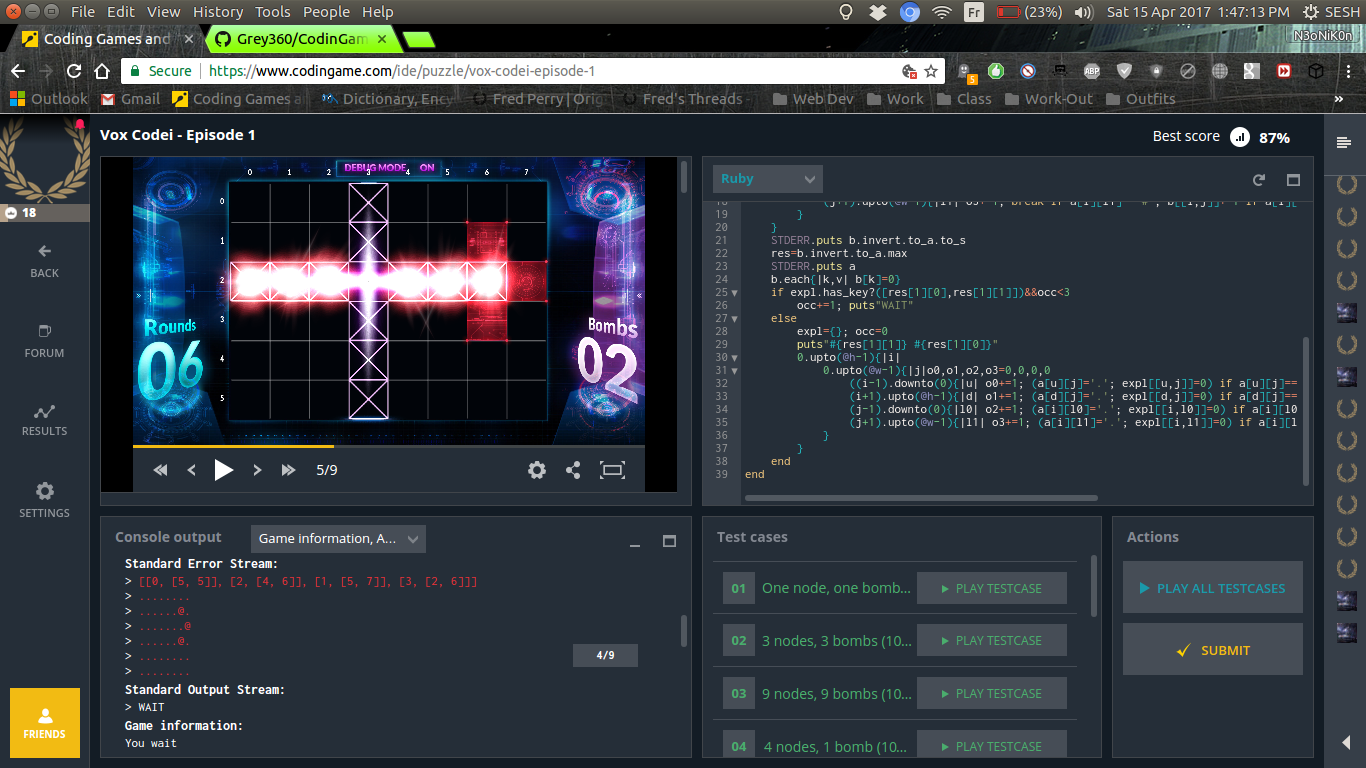 File Edit View History Tools People Help
Fr (23%) Sat 15 Apr 2017 1:47:13 PM SESH
Coding Games and × Grey360/CodinGam × N3oNiK0n
Secure https://www.codingame.com/ide/puzzle/vox-codei-episode-1
5 ABP
Outlook Gmail Coding Games a Dictionary, Ency Fred Perry | Orig Fred's Threads - Web Dev Work Class Work-Out Outfits »
18
BACK
FORUM
RESULTS
SETTINGS
FRIENDS
Vox Codei - Episode 1
Best score 87%
DEBUG MODE ON
0 1 2 3 4 5 6 7
0
1
2
3
4
5
Rounds
06
Bombs
02
5/9
Ruby
19 }
20 }
21 STDERR.puts b.invert.to_a.to_s
22 res=b.invert.to_a.max
23 STDERR.puts a
24 b.each{|k,v| b[k]=0}
25 if expl.has_key?([res[1][0],res[1][1]])&&occ<3
26 occ+=1; puts"WAIT"
27 else
28 expl={}; occ=0
29 puts"#{res[1][1]} #{res[1][0]}"
30 0.upto(@h-1){|i|
31 0.upto(@w-1){|j|o0,o1,o2,o3=0,0,0,0
32 ((i-1).downto(0){|u| o0+=1; (a[u][j]='.'; expl[[u,j]]=0) if a[u][j]==
33 (i+1).upto(@h-1){|d| o1+=1; (a[d][j]='.'; expl[[d,j]]=0) if a[d][j]==
34 (j-1).downto(0){|l0| o2+=1; (a[i][l0]='.'; expl[[i,l0]]=0) if a[i][l0
35 (j+1).upto(@w-1){|l1| o3+=1; (a[i][l1]='.'; expl[[i,l1]]=0) if a[i][l
36 }
37 }
38 end
39 end
Console output Game information, A...
Standard Error Stream:
> [[0, [5, 5]], [2, [4, 6]], [1, [5, 7]], [3, [2, 6]]]
> ........
> ......@.
> .......@
> ......@.
> ........
> ........
Standard Output Stream:
> WAIT
Game information:
You wait
4/9
Test cases
01 One node, one bomb... PLAY TESTCASE
02 3 nodes, 3 bombs (10... PLAY TESTCASE
03 9 nodes, 9 bombs (10... PLAY TESTCASE
04 4 nodes, 1 bomb (10... PLAY TESTCASE
Actions
PLAY ALL TESTCASES
SUBMIT